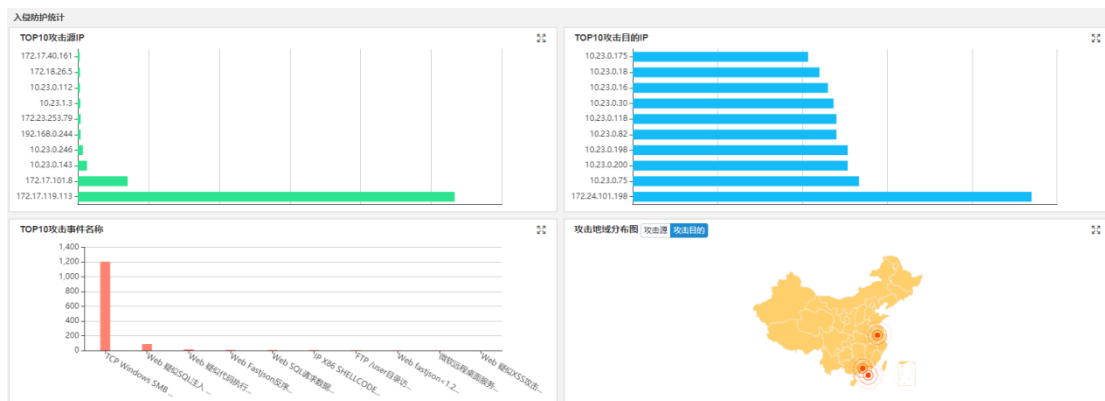 入侵防护统计
TOP10攻击源IP
172.17.40.161
172.18.26.5
10.23.0.112
10.23.1.3
172.23.253.79
192.168.0.244
10.23.0.246
10.23.0.143
172.17.101.8
172.17.119.113
TOP10攻击目的IP
10.23.0.175
10.23.0.18
10.23.0.16
10.23.0.30
10.23.0.118
10.23.0.82
10.23.0.198
10.23.0.200
10.23.0.75
172.24.101.198
TOP10攻击事件名称
1,400
1,200
1,000
800
600
400
200
0
TCP Windows SMB ...
Web 疑似SQL注入 ...
Web 疑似代码执行...
Web Fastjson反序...
Web SQL请求数据...
IP X86 SHELLCODE...
FTP /user目录访...
Web fastjson<1.2...
微软远程桌面服务...
Web 疑似XSS攻击...
攻击地域分布图 攻击源 攻击目的